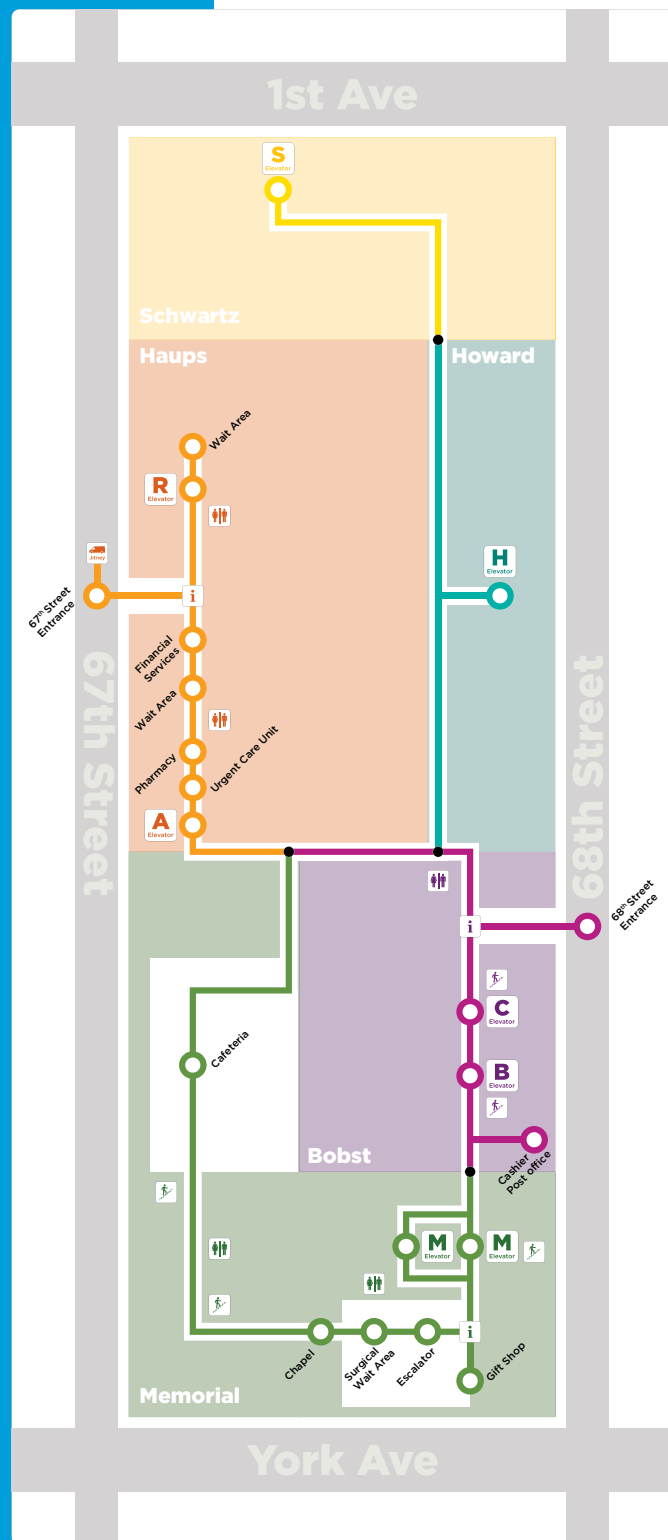 1st Ave
S
Elevator
Schwartz
Haups
Howard
Wait Area
R
Elevator
Jitney
H
Elevator
67th Street
Entrance
i
Financial
Services
67th Street
68th Street
Wait Area
Pharmacy
Urgent Care Unit
A
Elevator
68th Street
Entrance
i
C
Elevator
Cafeteria
B
Elevator
Bobst
Cashier
Post office
M
Elevator
M
Elevator
i
Chapel
Surgical
Wait Area
Escalator
Gift Shop
Memorial
York Ave